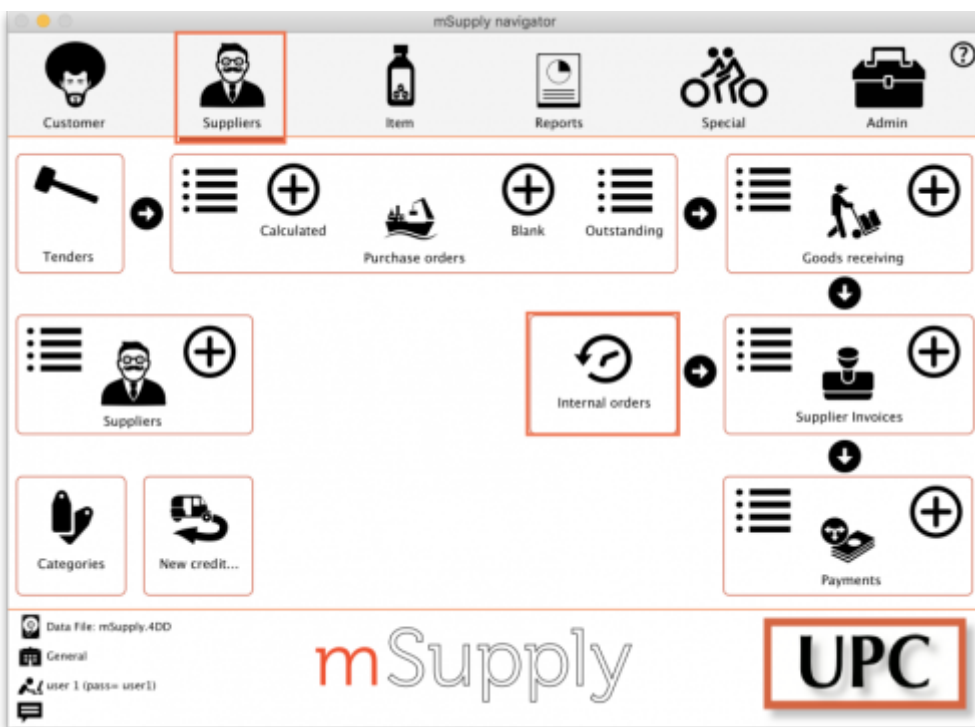 mSupply navigator
?
Customer
Suppliers
Item
Reports
Special
Admin
Calculated
Blank
Outstanding
Tenders
Purchase orders
Goods receiving
Suppliers
Internal orders
Supplier Invoices
Categories
New credit...
Payments
Data File: mSupply.4DD
General
user 1 (pass= user1)
mSupply
UPC